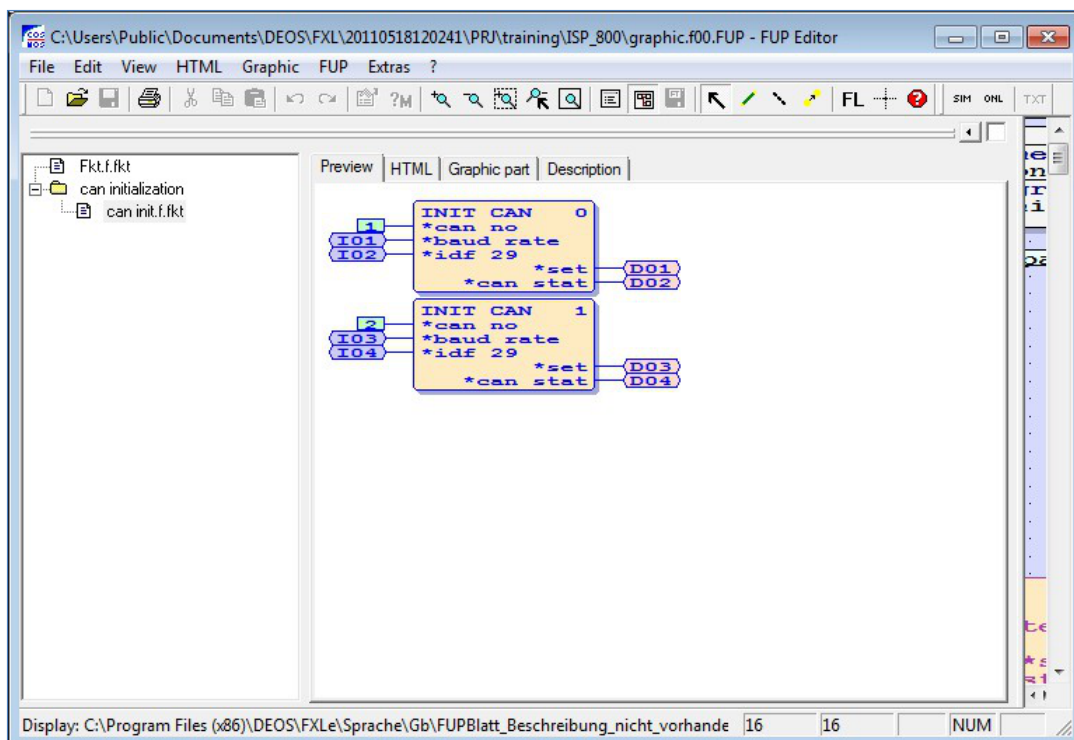 C:\Users\Public\Documents\DEOS\FXL\20110518120241\PRJ\training\ISP_800\graphic.f00.FUP - FUP Editor
File Edit View HTML Graphic FUP Extras ?
?M FL SIM ONL TXT
Fkt.f.fkt
can initialization
can init.f.fkt
Preview HTML Graphic part Description
INIT CAN 0
1 *can no
I01 *baud rate
I02 *idf 29
*set D01
*can stat D02
INIT CAN 1
2 *can no
I03 *baud rate
I04 *idf 29
*set D03
*can stat D04
Display: C:\Program Files (x86)\DEOS\FXLe\Sprache\Gb\FUPBlatt_Beschreibung_nicht_vorhande 16 16 NUM